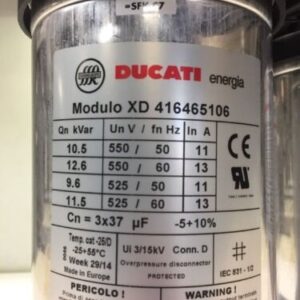 =SFK 67
DUCATI energia
Modulo XD 416465106
Qn kVar Un V / fn Hz In A
10.5 550 / 50 11
12.6 550 / 60 13
9.6 525 / 50 11
11.5 525 / 60 13
Cn = 3x37 µF -5+10%
Temp. cat -26/D
-25+55°C
Week 29/14
Made in Europe
Ui 3/15kV Conn. D
Overpressure disconnector
PROTECTED
IEC 831 - 1/2
PERICOLO !
WARNING !